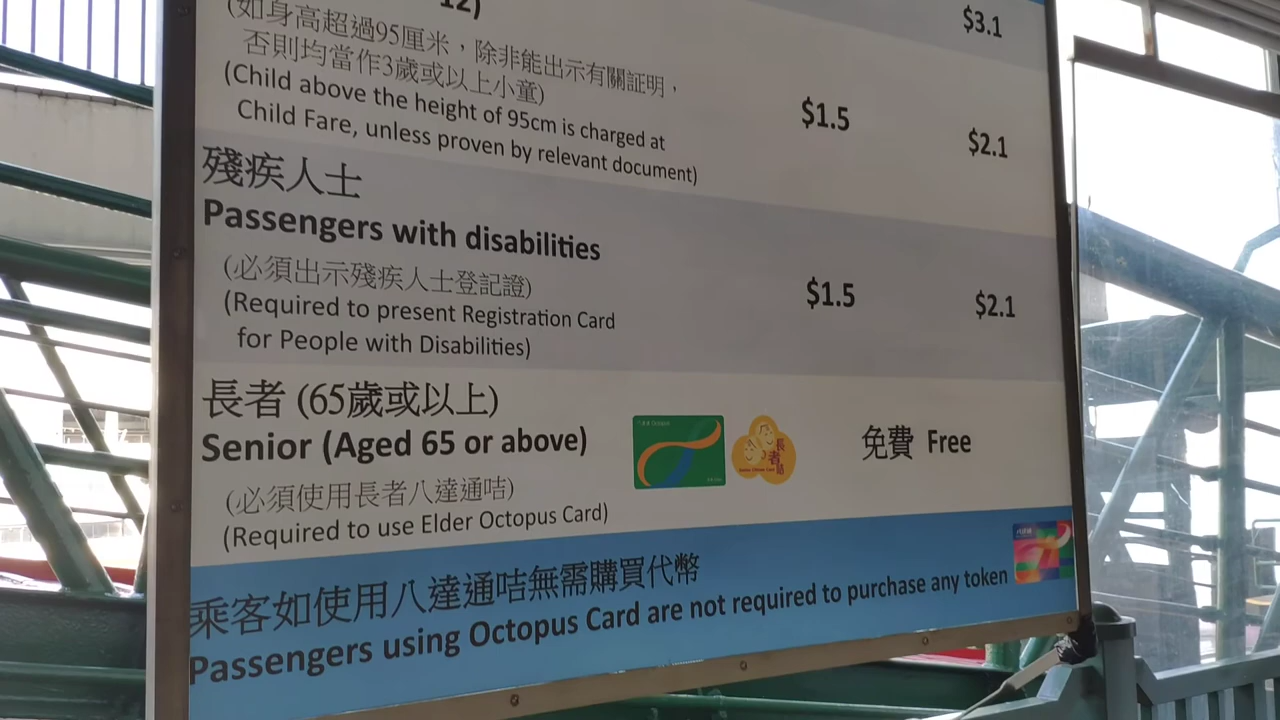 12)
$3.1
(如身高超過95厘米，除非能出示有關証明，
否則均當作3歲或以上小童)
(Child above the height of 95cm is charged at
Child Fare, unless proven by relevant document)
$1.5
$2.1
殘疾人士
Passengers with disabilities
(必須出示殘疾人士登記證)
(Required to present Registration Card
for People with Disabilities)
$1.5
$2.1
長者 (65歲或以上)
Senior (Aged 65 or above)
(必須使用長者八達通咭)
(Required to use Elder Octopus Card)
長者咭
免費 Free
乘客如使用八達通咭無需購買代幣
Passengers using Octopus Card are not required to purchase any token